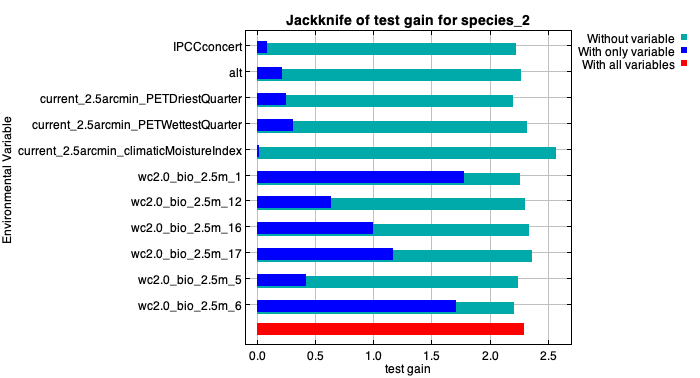 Jackknife of test gain for species_2
Without variable
With only variable
With all variables
Environmental Variable
IPCCconcert
alt
current_2.5arcmin_PETDriestQuarter
current_2.5arcmin_PETWettestQuarter
current_2.5arcmin_climaticMoistureIndex
wc2.0_bio_2.5m_1
wc2.0_bio_2.5m_12
wc2.0_bio_2.5m_16
wc2.0_bio_2.5m_17
wc2.0_bio_2.5m_5
wc2.0_bio_2.5m_6
0.0 0.5 1.0 1.5 2.0 2.5
test gain